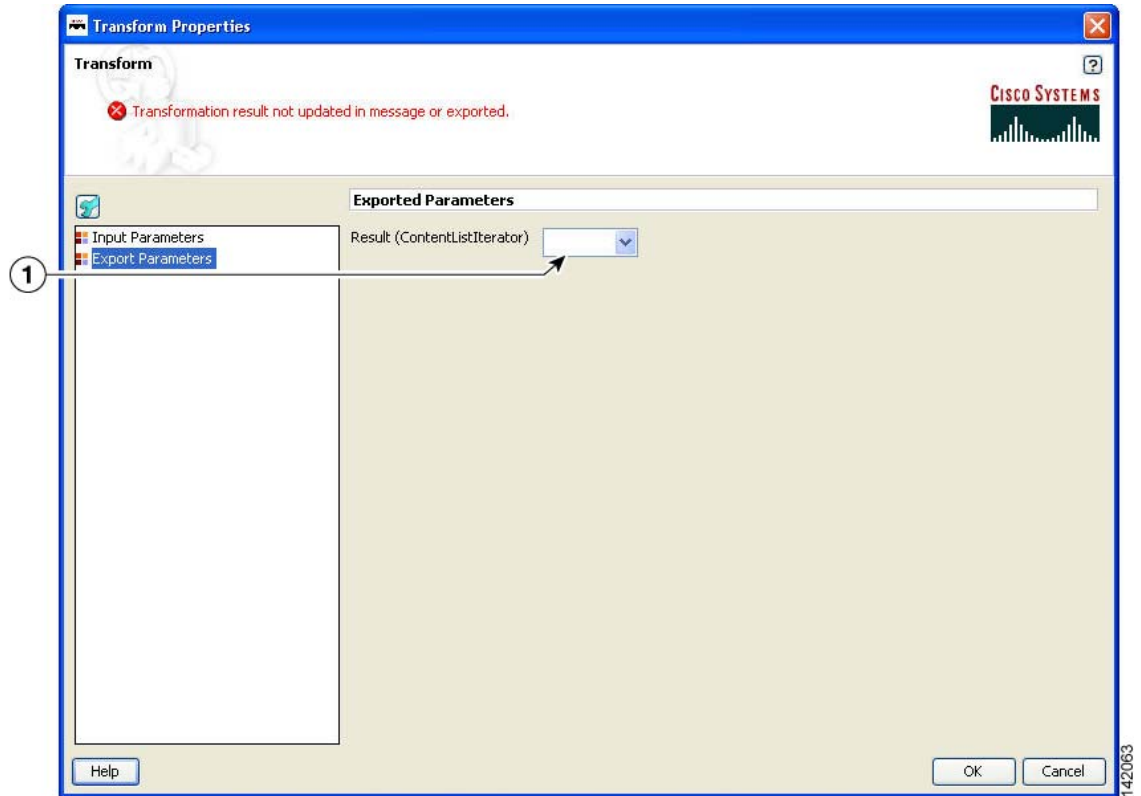 Transform Properties
Transform
?
Transformation result not updated in message or exported.
CISCO SYSTEMS
Exported Parameters
Input Parameters
Result (ContentListIterator)
Export Parameters
1
Help
OK
Cancel
142063